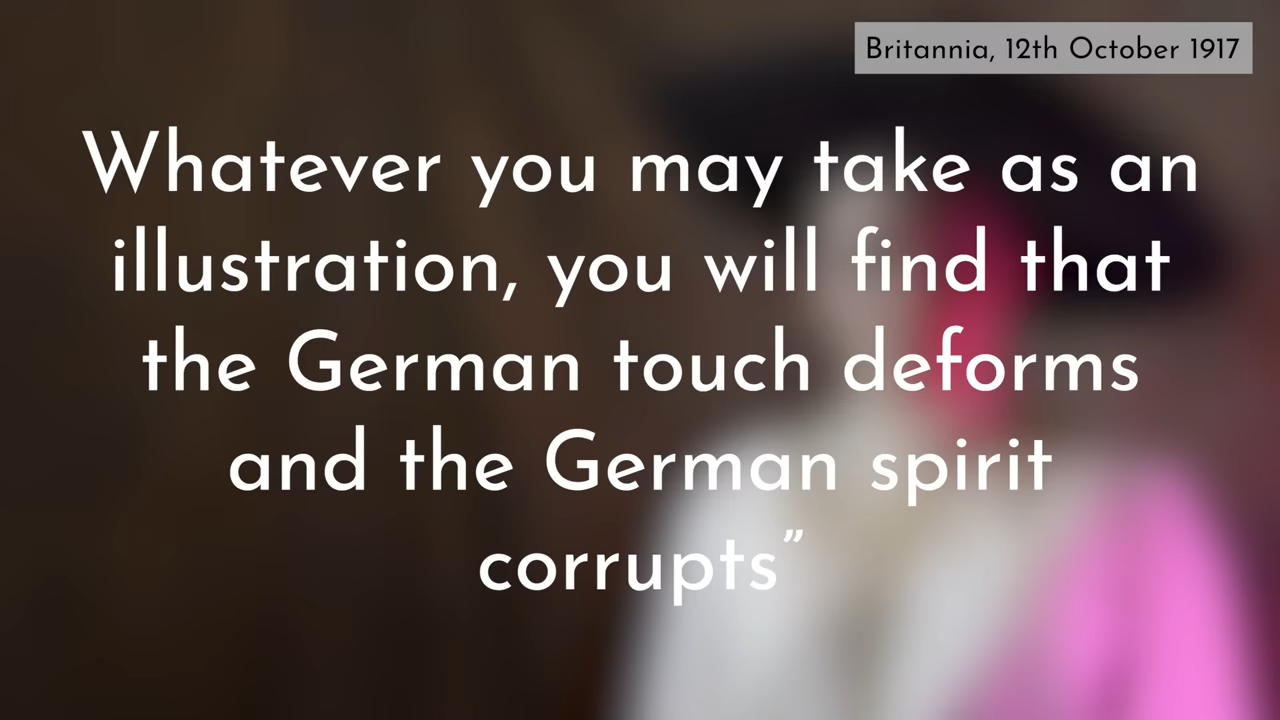 Britannia, 12th October 1917
Whatever you may take as an
illustration, you will find that
the German touch deforms
and the German spirit
corrupts”